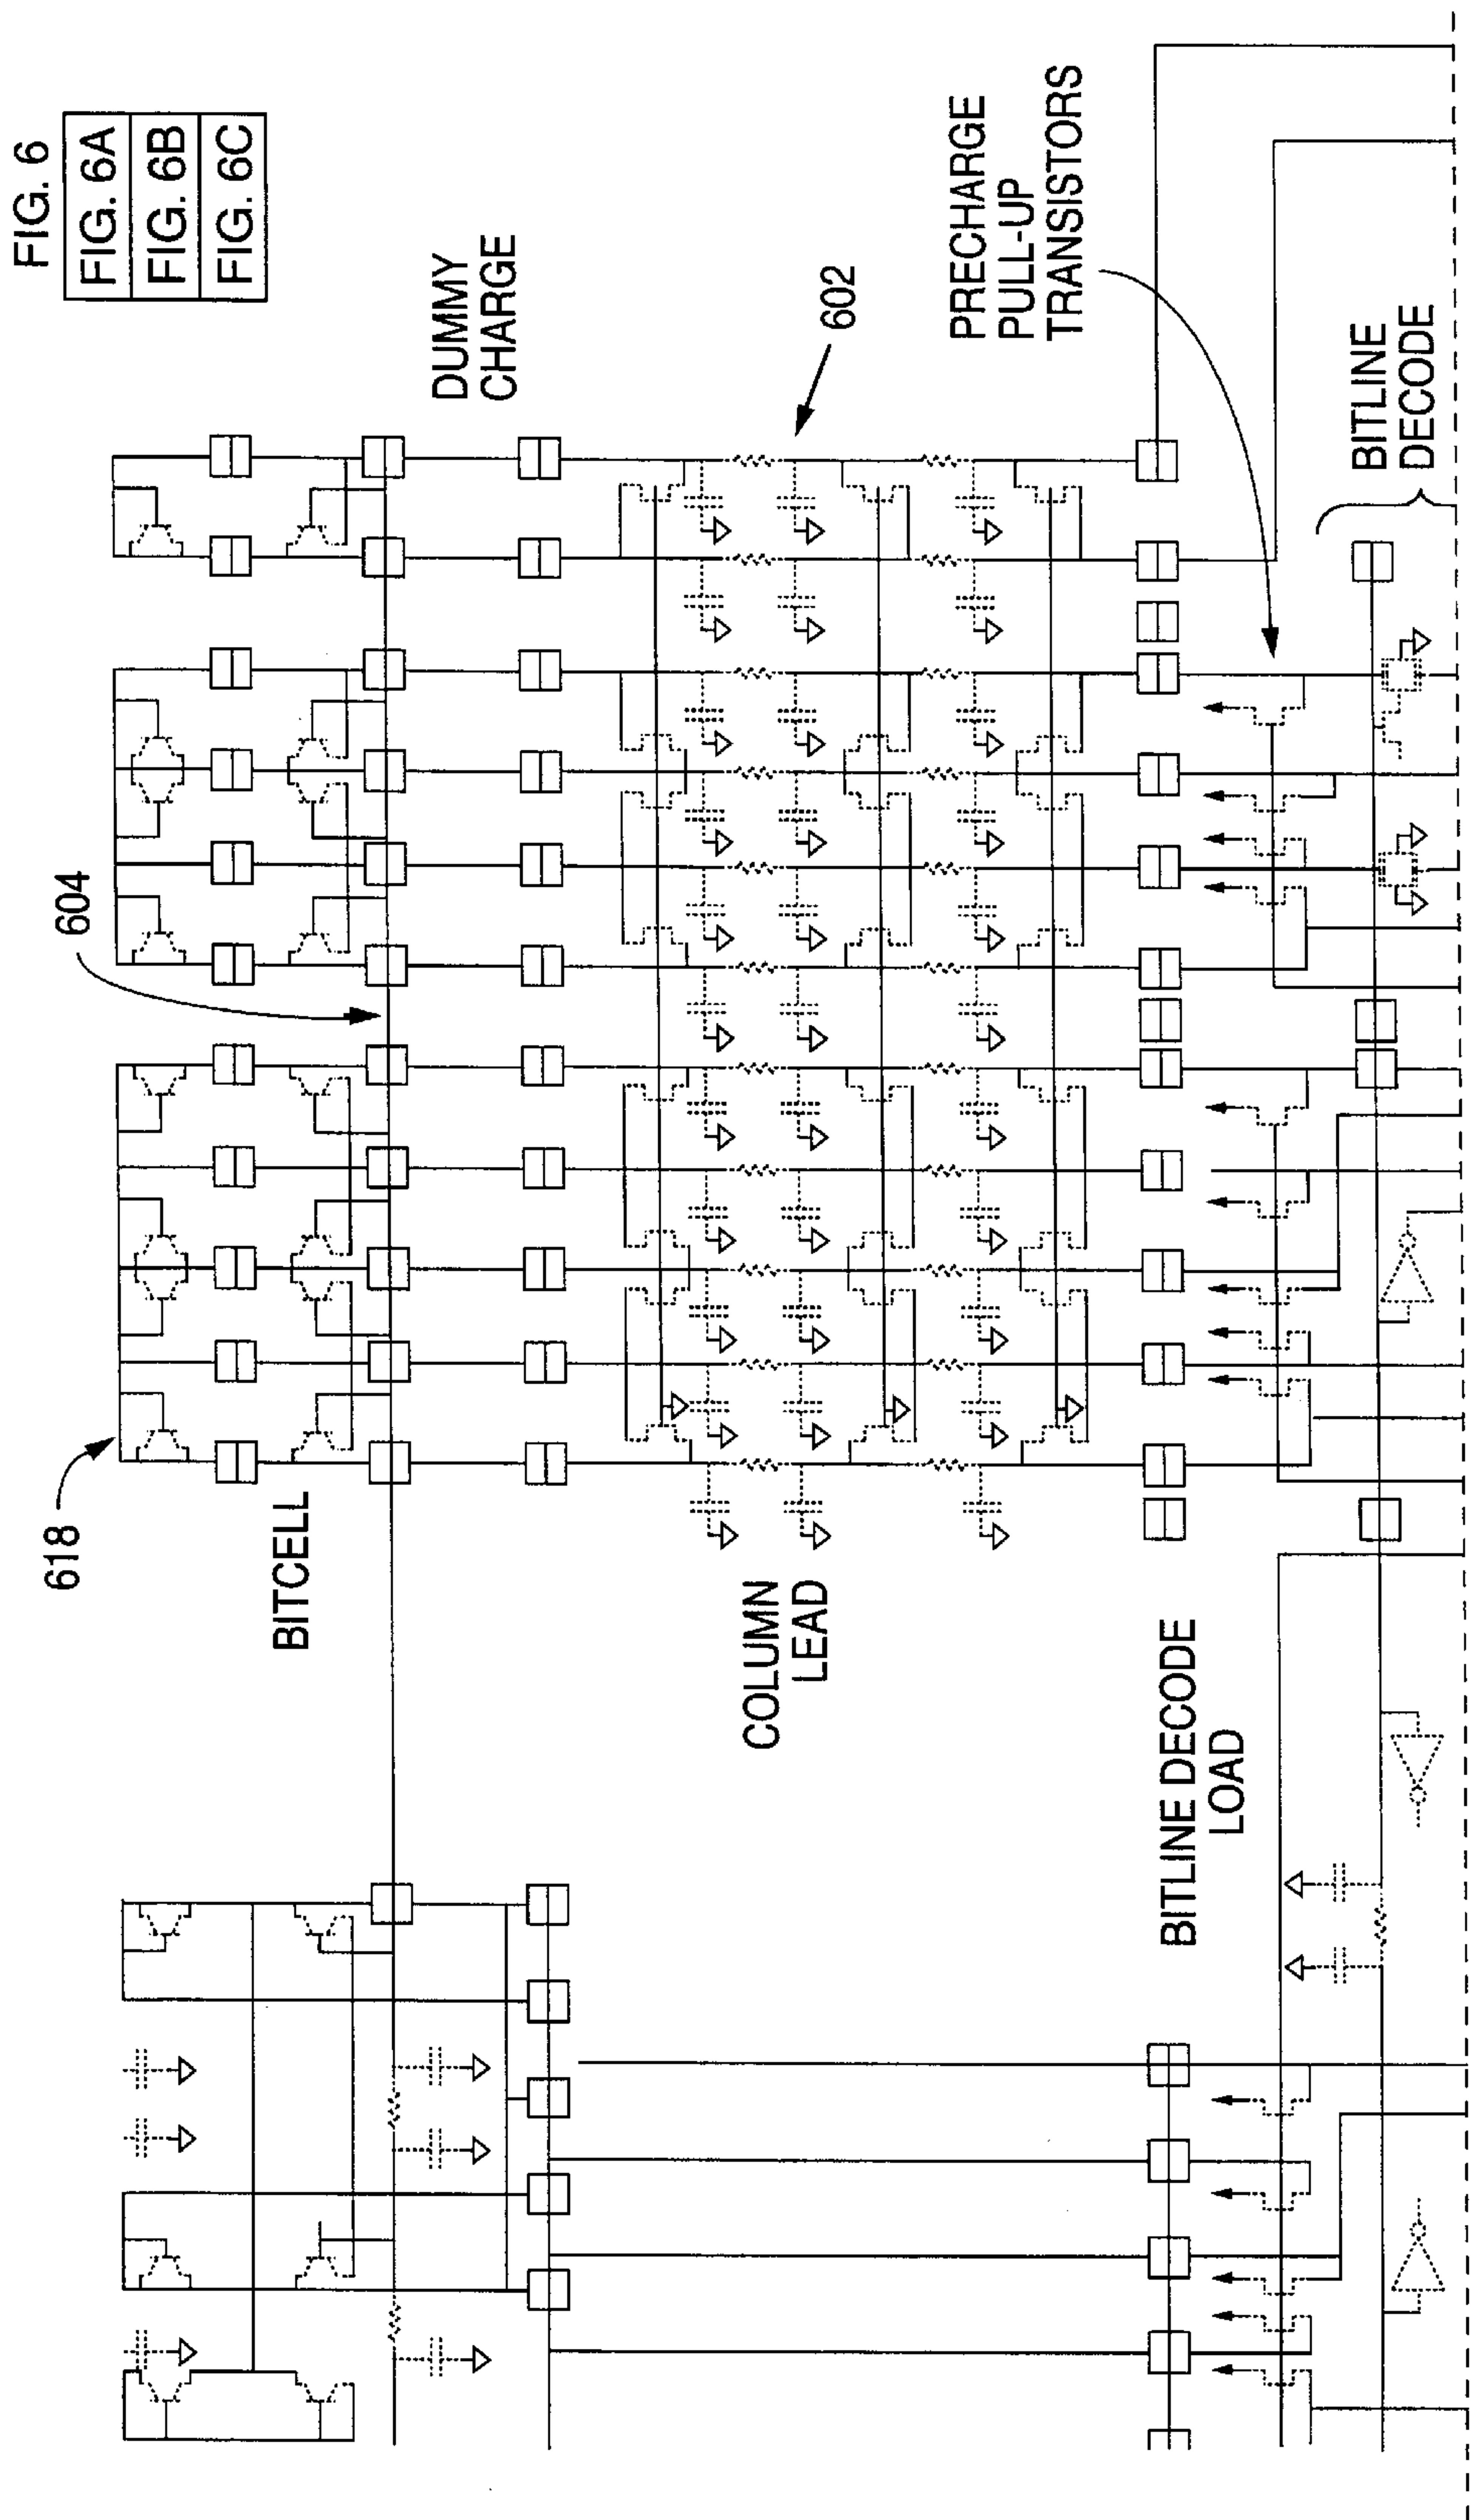 FIG. 6
FIG. 6A
FIG. 6B
FIG. 6C
618
604
BITCELL
DUMMY
CHARGE
602
COLUMN
LEAD
PRECHARGE
PULL-UP
TRANSISTORS
BITLINE DECODE
LOAD
BITLINE
DECODE